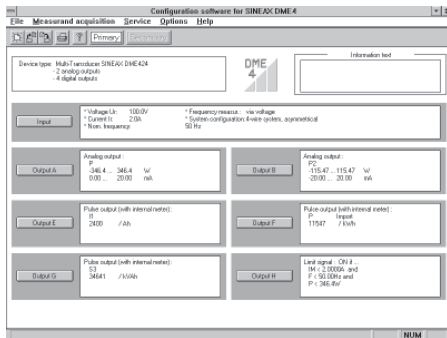 Configuration software for SINEAX DME4
File Measurand acquisition Service Options Help
Primary Secondary
Device type: Multi-Transducer SINEAX DME424
- 2 analog outputs
- 4 digital outputs
DME
4
Information text
Input
* Voltage Ur: 100.0V * Frequency measur.: via voltage
* Current Ir: 2.0A * System configuration: 4-wire system, asymmetrical
* Nom. frequency: 50 Hz
Output A
Analog output:
P
-346.4 ... 346.4 W
0.00 ... 20.00 mA
Output B
Analog output:
P2
-115.47 ... 115.47 W
-20.00 ... 20.00 mA
Output E
Pulse output (with internal meter):
2400 / Ah
Output F
Pulse output (with internal meter):
P Import
11547 / kWh
Output G
Pulse output (with internal meter):
S3
34641 / kVAh
Output H
Limit signal: ON if ...
IM < 2.0000A and
F < 50.00Hz and
P < 346.4W
NUM